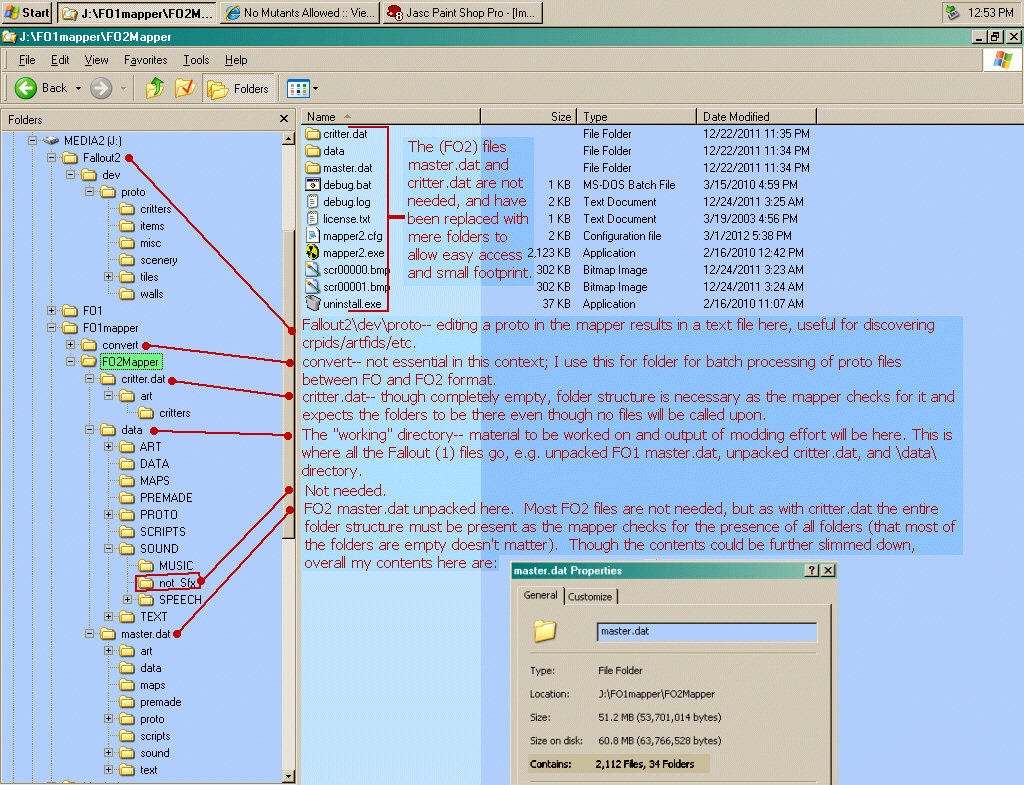 Start
J:\FO1mapper\FO2M...
No Mutants Allowed :: Vie...
Jasc Paint Shop Pro - [Im...
12:53 PM
J:\FO1mapper\FO2Mapper
File Edit View Favorites Tools Help
Back
Folders
Folders
MEDIA2 (J:)
Fallout2
dev
proto
critters
items
misc
scenery
tiles
walls
FO1
FO1mapper
convert
FO2Mapper
critter.dat
art
critters
data
ART
DATA
MAPS
PREMADE
PROTO
SCRIPTS
SOUND
MUSIC
not_Sfx
SPEECH
TEXT
master.dat
art
data
maps
premade
proto
scripts
sound
text
Name Size Type Date Modified
critter.dat File Folder 12/22/2011 11:35 PM
data File Folder 12/22/2011 11:34 PM
master.dat File Folder 12/22/2011 11:34 PM
debug.bat 1 KB MS-DOS Batch File 3/15/2010 4:59 PM
debug.log 2 KB Text Document 12/24/2011 3:25 AM
license.txt 1 KB Text Document 3/19/2003 4:56 PM
mapper2.cfg 2 KB Configuration file 3/1/2012 5:38 PM
mapper2.exe 2,123 KB Application 2/16/2010 12:42 PM
scr00000.bmp 302 KB Bitmap Image 12/24/2011 3:23 AM
scr00001.bmp 302 KB Bitmap Image 12/24/2011 3:24 AM
uninstall.exe 37 KB Application 2/16/2010 11:07 AM
The (FO2) files
master.dat and
critter.dat are not
needed, and have
been replaced with
mere folders to
allow easy access
and small footprint.
Fallout2\dev\proto-- editing a proto in the mapper results in a text file here, useful for discovering
crpids/artfids/etc.
convert-- not essential in this context; I use this for folder for batch processing of proto files
between FO and FO2 format.
critter.dat-- though completely empty, folder structure is necessary as the mapper checks for it and
expects the folders to be there even though no files will be called upon.
The "working" directory-- material to be worked on and output of modding effort will be here. This is
where all the Fallout (1) files go, e.g. unpacked FO1 master.dat, unpacked critter.dat, and \data\
directory.
Not needed.
FO2 master.dat unpacked here. Most FO2 files are not needed, but as with critter.dat the entire
folder structure must be present as the mapper checks for the presence of all folders (that most of
the folders are empty doesn't matter). Though the contents could be further slimmed down,
overall my contents here are:
master.dat Properties
General Customize
master.dat
Type: File Folder
Location: J:\FO1mapper\FO2Mapper
Size: 51.2 MB (53,701,014 bytes)
Size on disk: 60.8 MB (63,766,528 bytes)
Contains: 2,112 Files, 34 Folders